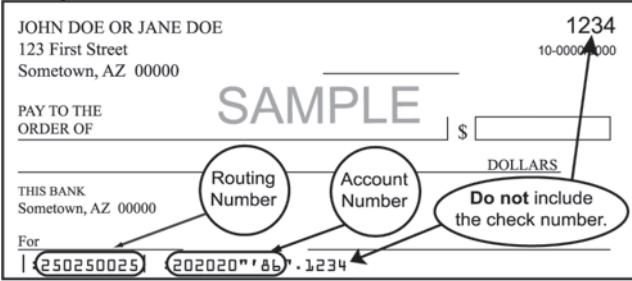 JOHN DOE OR JANE DOE
1234
123 First Street
10-0000/0000
Sometown, AZ 00000
SAMPLE
PAY TO THE
ORDER OF
$
DOLLARS
Routing
Number
Account
Number
Do not include
the check number.
THIS BANK
Sometown, AZ 00000
For
250250025 202020"'86".1234